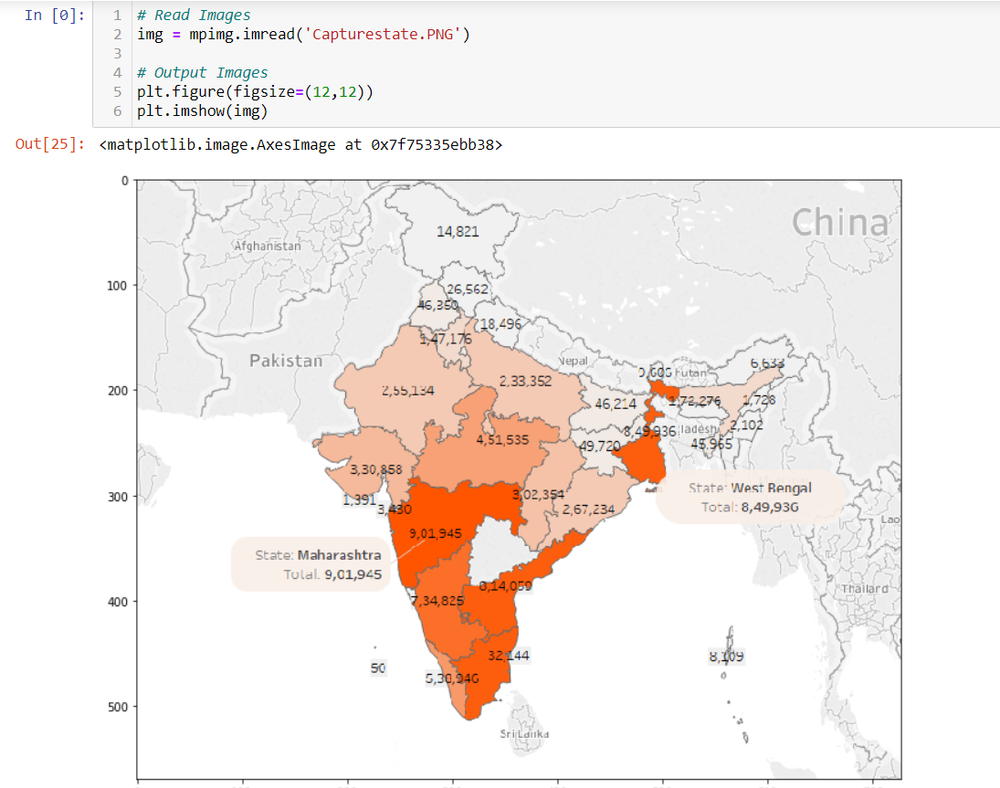 In [0]:
1 # Read Images
2 img = mpimg.imread('Capturestate.PNG')
3
4 # Output Images
5 plt.figure(figsize=(12,12))
6 plt.imshow(img)
Out[25]: <matplotlib.image.AxesImage at 0x7f75335ebb38>
0
100
200
300
400
500
China
14,821
Afghanistan
26,562
46,350
18,496
1,47,176
Pakistan
Nepal
6,633
2,33,352
2,55,134
46,214
1,72,276
1,728
2,102
8,49,936
ladesh
4,51,535
49,720
45,965
3,30,858
State: West Bengal
Total: 8,49,936
3,02,354
1,391
3,430
2,67,234
Lao
9,01,945
State: Maharashtra
Total: 9,01,945
8,14,059
Thailand
7,34,825
32,144
8,109
50
Sri Lanka